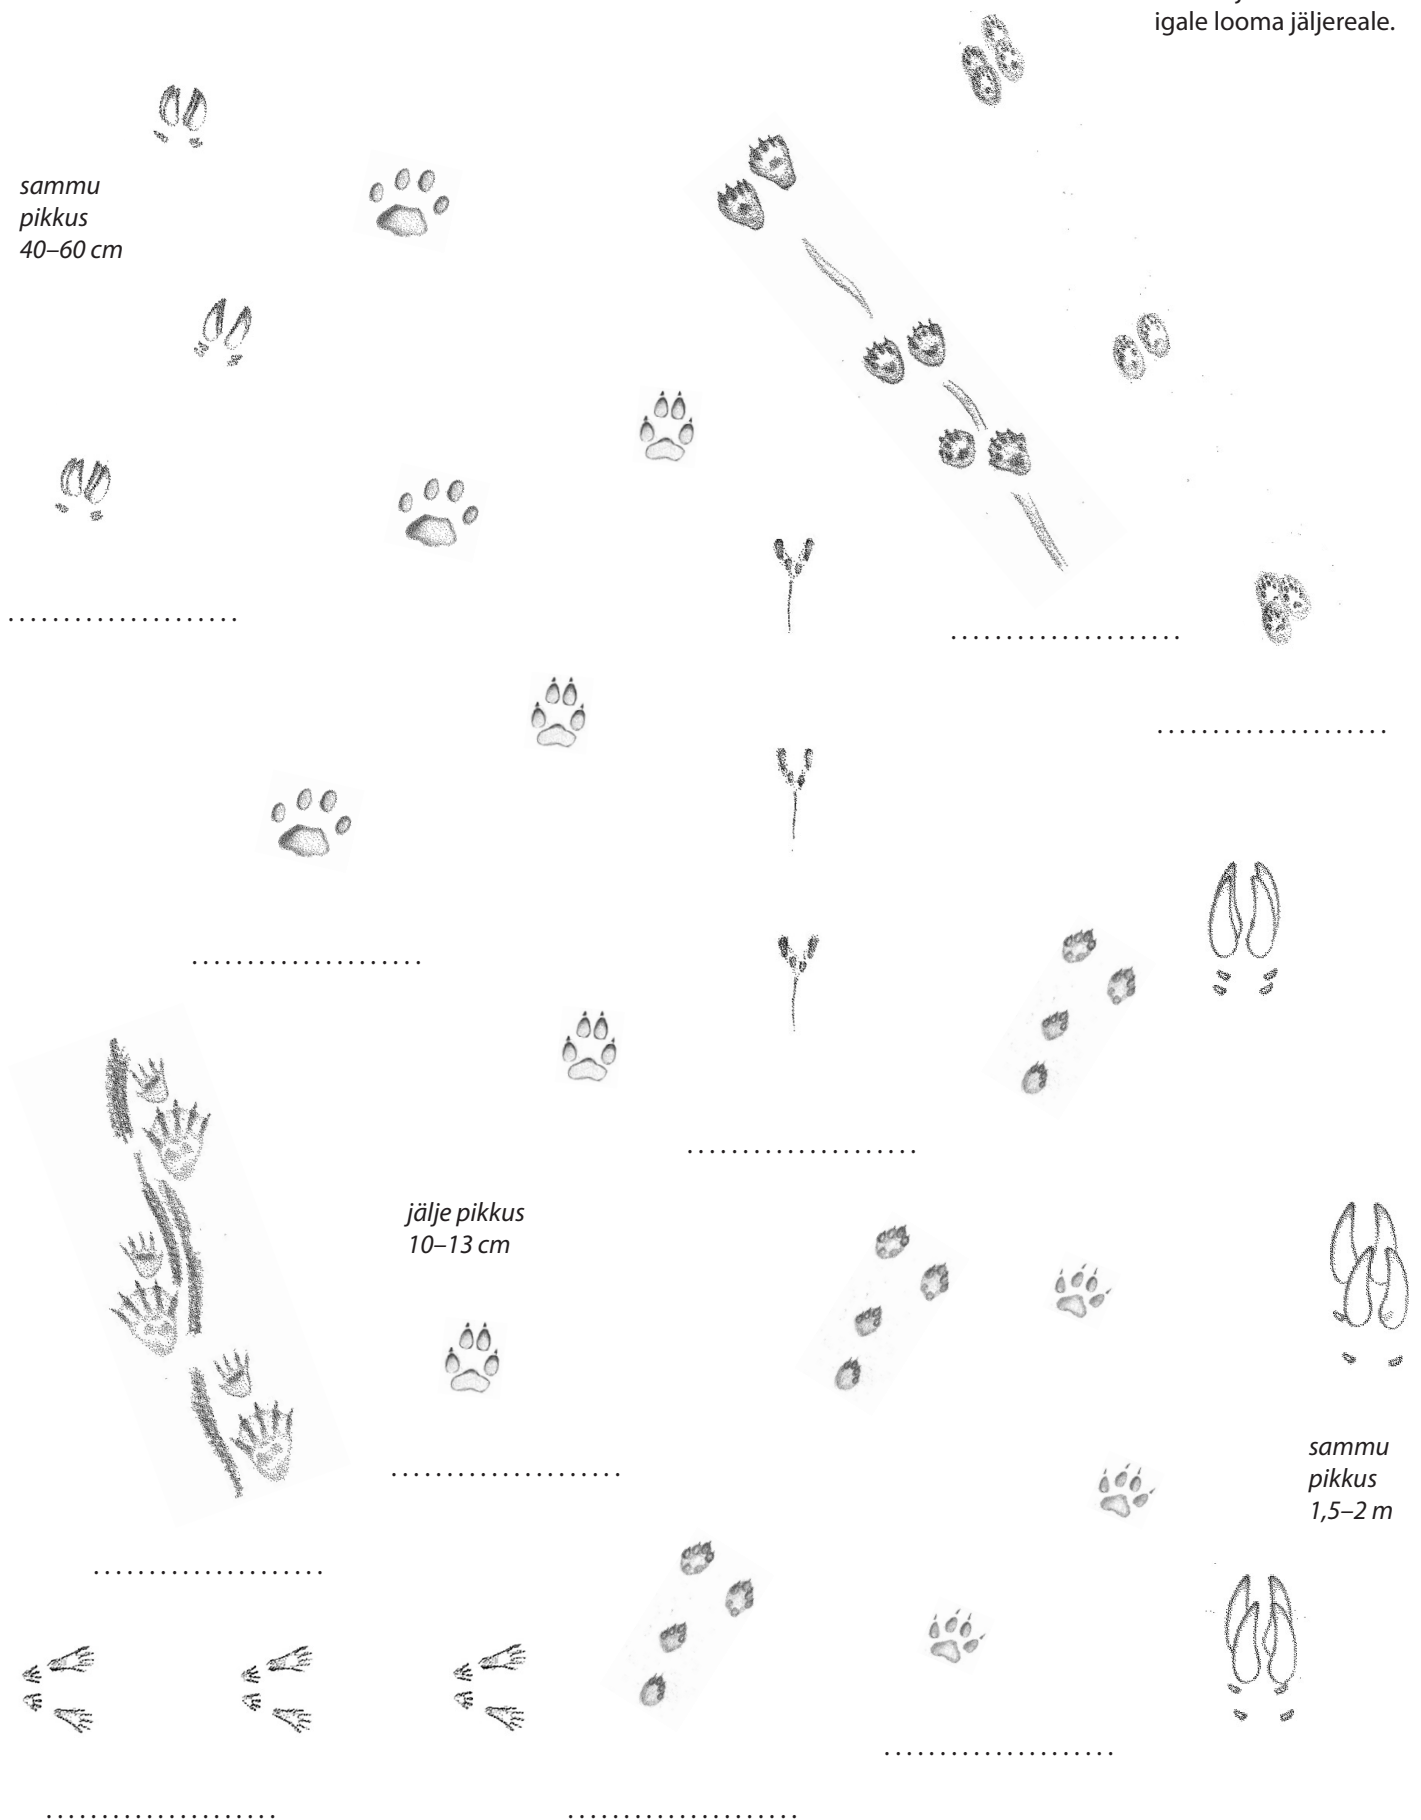 igale looma jäljereale.
sammu
pikkus
40–60 cm
jälje pikkus
10–13 cm
sammu
pikkus
1,5–2 m